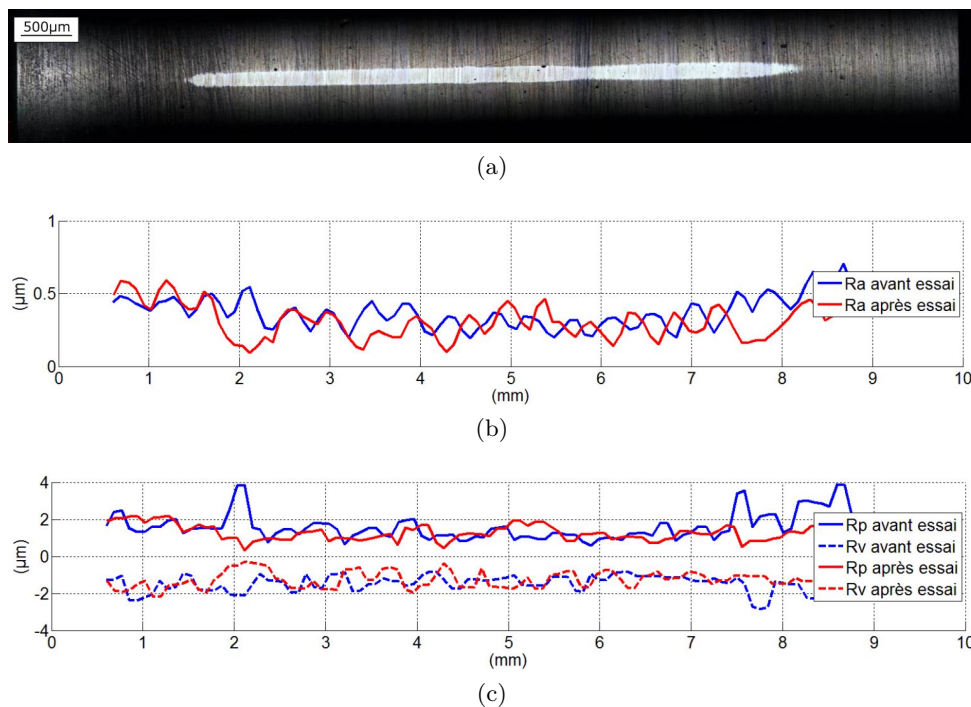 500μm
(a)
1
0.5
0
(μm)
Ra avant essai
Ra après essai
0 1 2 3 4 5 6 7 8 9 10
(mm)
(b)
4
2
0
-2
-4
(μm)
Rp avant essai
Rv avant essai
Rp après essai
Rv après essai
0 1 2 3 4 5 6 7 8 9 10
(mm)
(c)